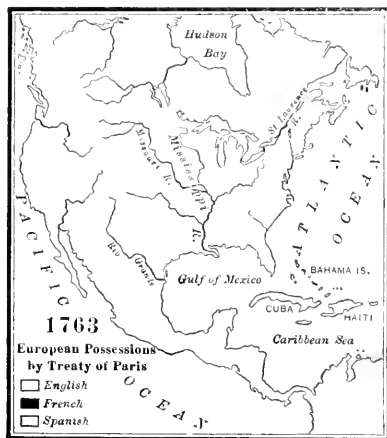 Hudson
Bay
St Lawrence
R.
Missouri R.
Mississippi
R.
Rio Grande
ATLANTIC
OCEAN
PACIFIC
OCEAN
BAHAMA IS.
Gulf of Mexico
CUBA
HAITI
Caribbean Sea
1763
European Possessions
by Treaty of Paris
English
French
Spanish